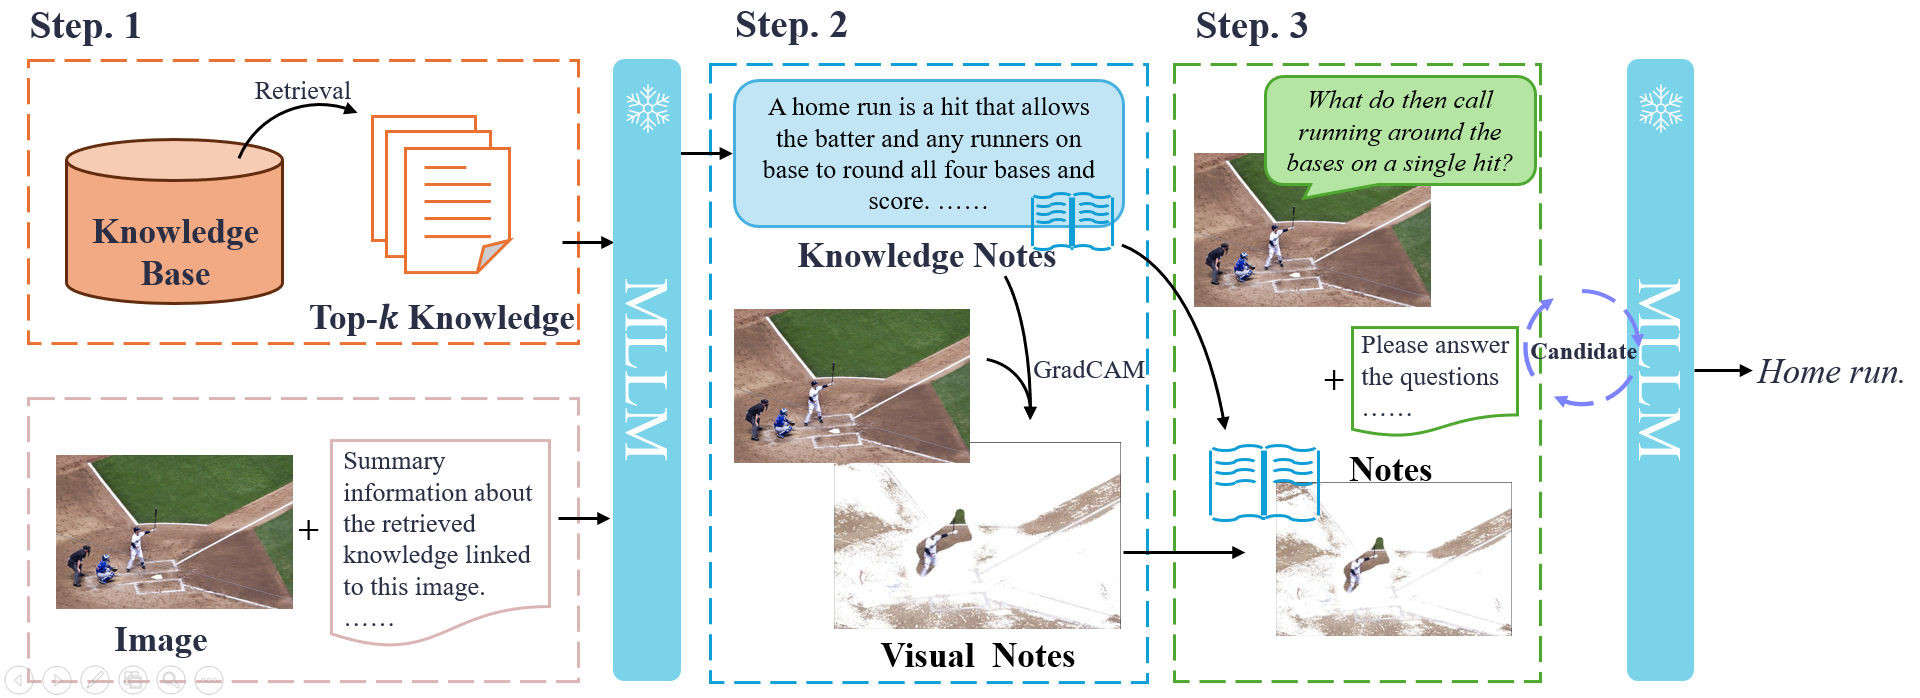 Step. 1
Retrieval
Knowledge
Base
Top-k Knowledge
Image
+
Summary
information about
the retrieved
knowledge linked
to this image.
……
MLLM
Step. 2
A home run is a hit that allows
the batter and any runners on
base to round all four bases and
score. ……
Knowledge Notes
GradCAM
Visual Notes
Step. 3
What do then call
running around the
bases on a single hit?
+
Please answer
the questions
……
Notes
Candidate
MLLM
Home run.